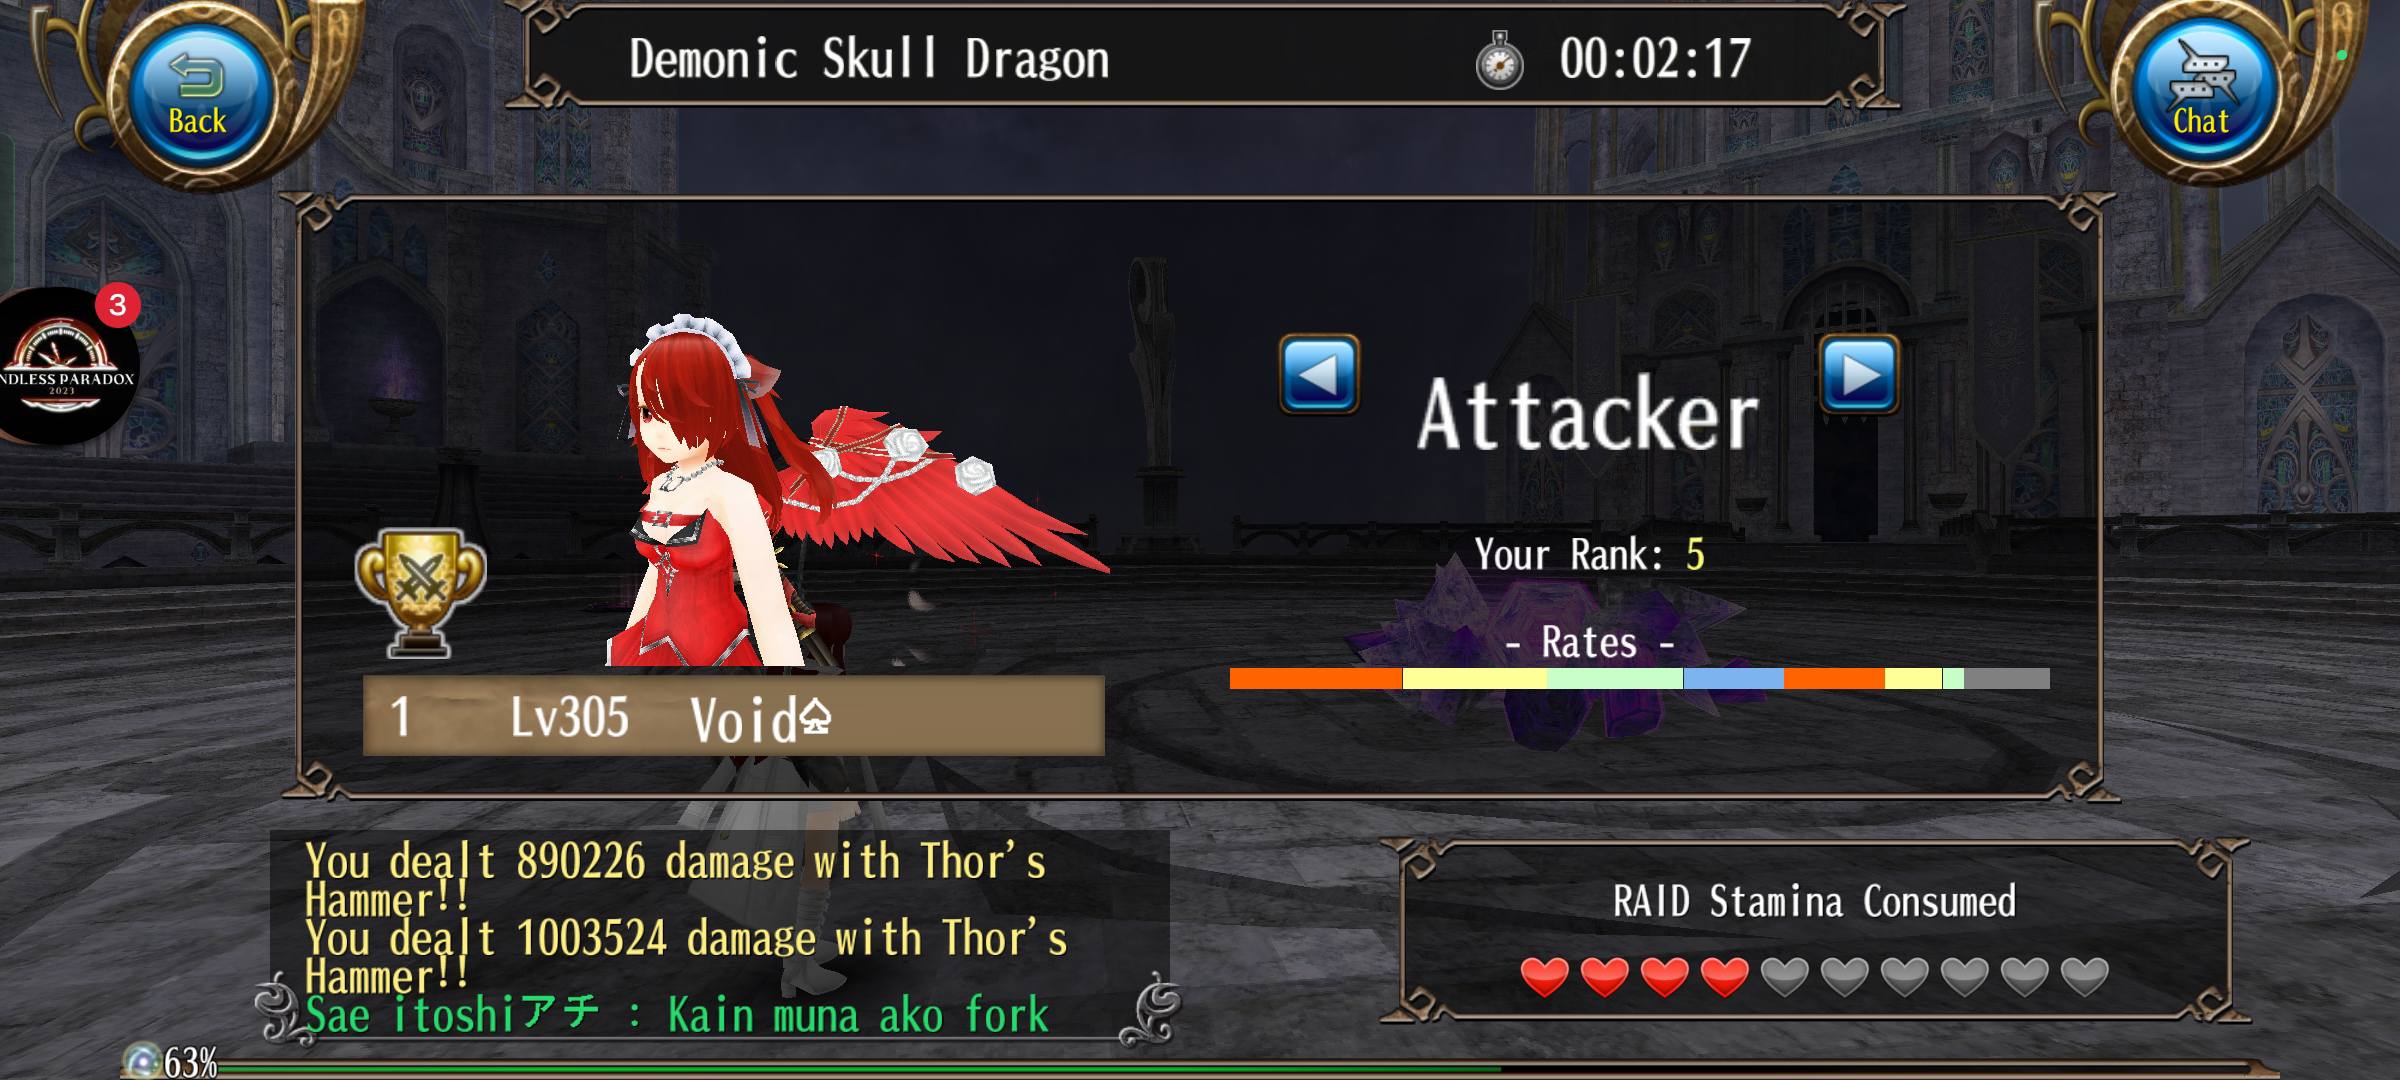 Back
Demonic Skull Dragon
00:02:17
Chat
3
NDLESS PARADOX
2023
Attacker
Your Rank: 5
- Rates -
1 Lv305 Void♤
You dealt 890226 damage with Thor's
Hammer!!
You dealt 1003524 damage with Thor's
Hammer!!
Sae itoshiアチ : Kain muna ako fork
RAID Stamina Consumed
63%